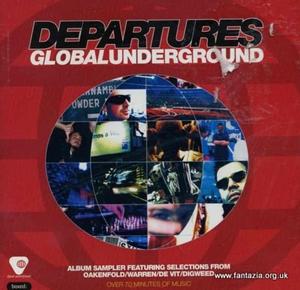 DEPARTURES
GLOBALUNDERGROUND
ALBUM SAMPLER FEATURING SELECTIONS FROM
OAKENFOLD/WARREN/DE VIT/DIGWEED
OVER 70 MINUTES OF MUSIC
boxed
www.fantazia.org.uk